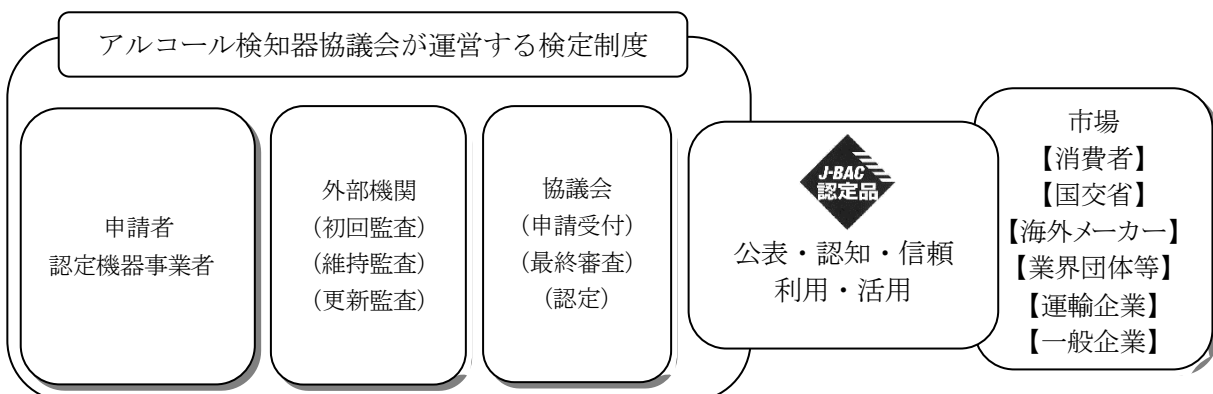 アルコール検知器協議会が運営する検定制度
申請者
認定機器事業者
外部機関
(初回監査)
(維持監査)
(更新監査)
協議会
(申請受付)
(最終審査)
(認定)
J-BAC
認定品
公表・認知・信頼
利用・活用
市場
【消費者】
【国交省】
【海外メーカー】
【業界団体等】
【運輸企業】
【一般企業】